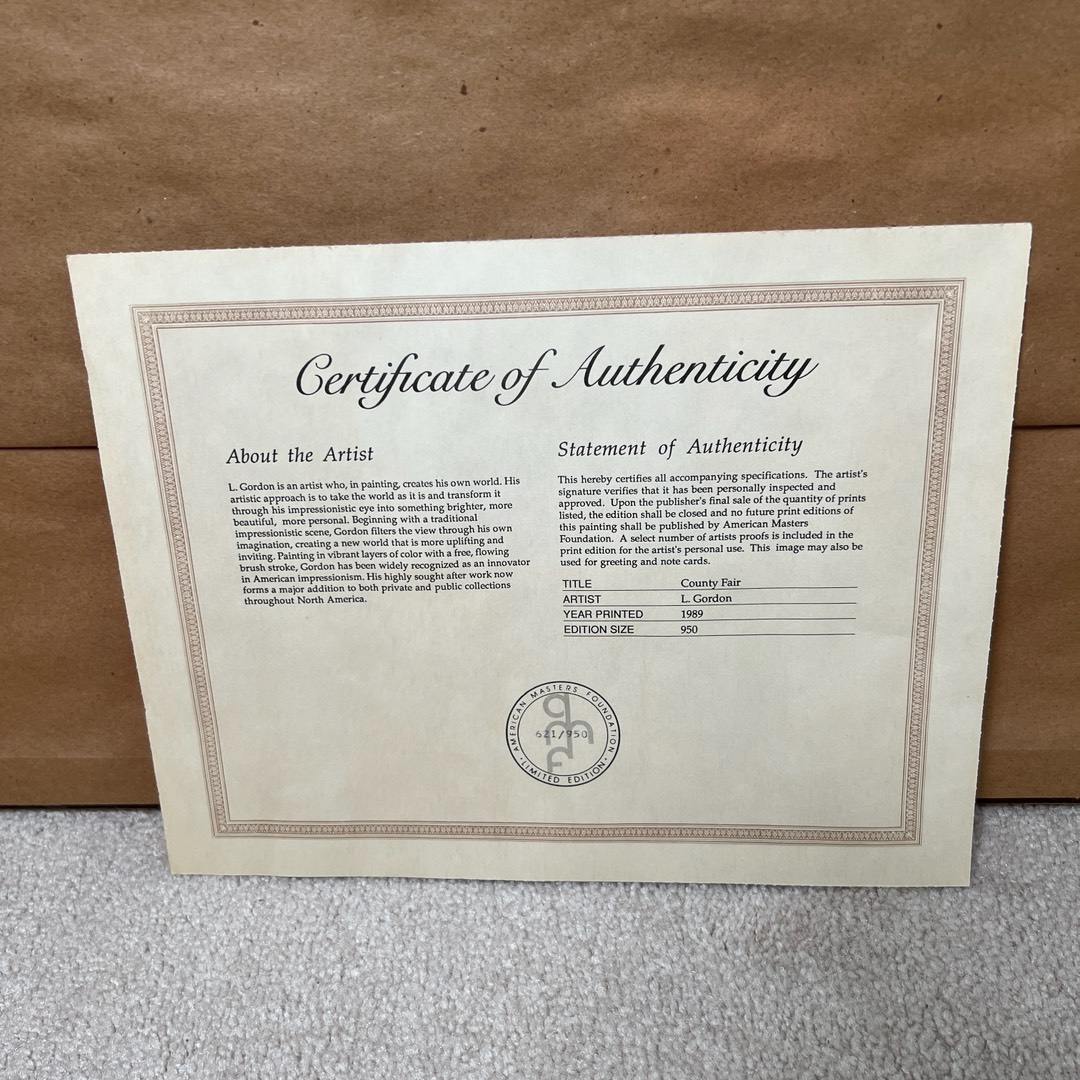 Certificate of Authenticity
About the Artist
L. Gordon is an artist who, in painting, creates his own world. His
artistic approach is to take the world as it is and transform it
through his impressionistic eye into something brighter, more
beautiful, more personal. Beginning with a traditional
impressionistic scene, Gordon filters the view through his own
imagination, creating a new world that is more uplifting and
inviting. Painting in vibrant layers of color with a free, flowing
brush stroke, Gordon has been widely recognized as an innovator
in American impressionism. His highly sought after work now
forms a major addition to both private and public collections
throughout North America.
Statement of Authenticity
This hereby certifies all accompanying specifications. The artist's
signature verifies that it has been personally inspected and
approved. Upon the publisher's final sale of the quantity of prints
listed, the edition shall be closed and no future print editions of
this painting shall be published by American Masters
Foundation. A select number of artists proofs is included in the
print edition for the artist's personal use. This image may also be
used for greeting and note cards.
TITLE County Fair
ARTIST L. Gordon
YEAR PRINTED 1989
EDITION SIZE 950
AMERICAN MASTERS FOUNDATION
amf
621/950
LIMITED EDITION